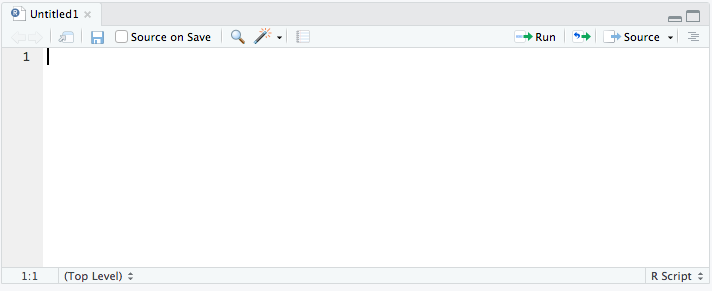 Untitled1
Source on Save Run Source
1
1:1 (Top Level) R Script